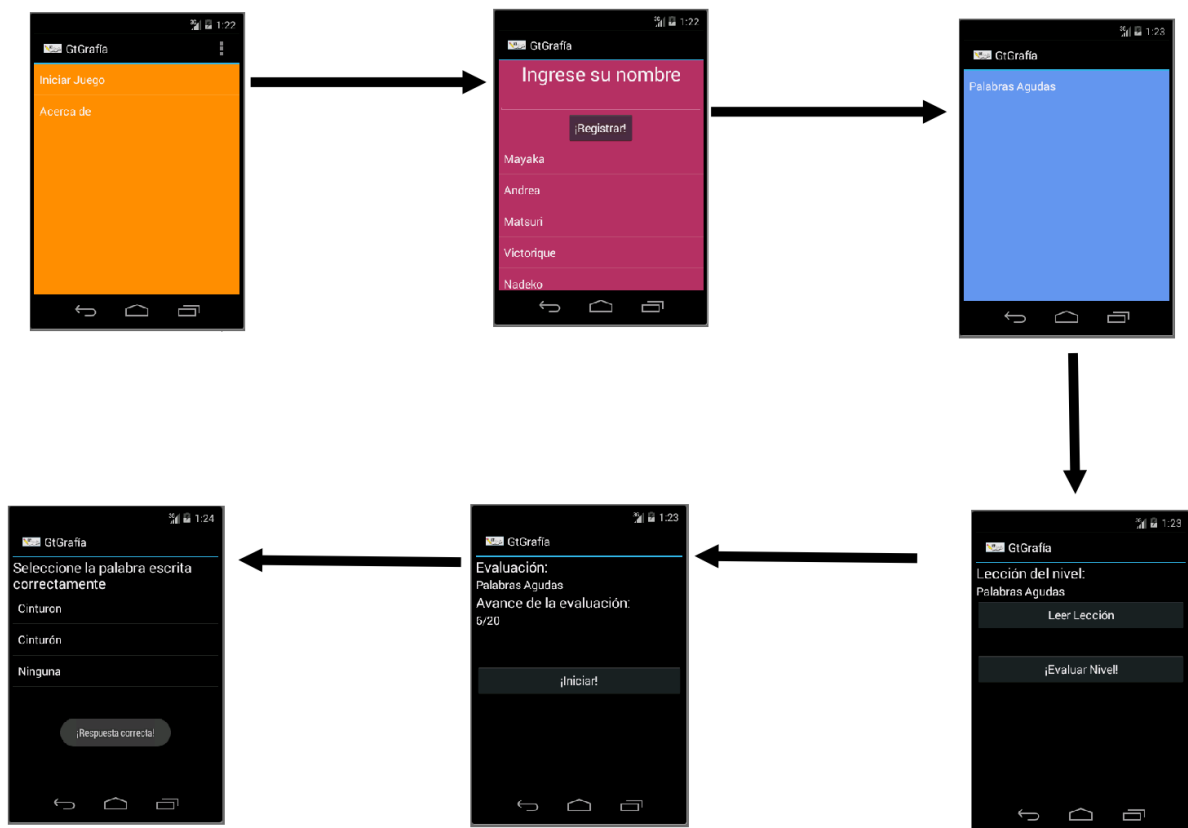 1:22
GtGrafía
Iniciar Juego
Acerca de
1:22
GtGrafía
Ingrese su nombre
¡Registrar!
Mayaka
Andrea
Matsuri
Victorique
Nadeko
1:23
GtGrafía
Palabras Agudas
1:23
GtGrafía
Lección del nivel:
Palabras Agudas
Leer Lección
¡Evaluar Nivel!
1:23
GtGrafía
Evaluación:
Palabras Agudas
Avance de la evaluación:
6/20
¡Iniciar!
1:24
GtGrafía
Seleccione la palabra escrita
correctamente
Cinturon
Cinturón
Ninguna
¡Respuesta correcta!